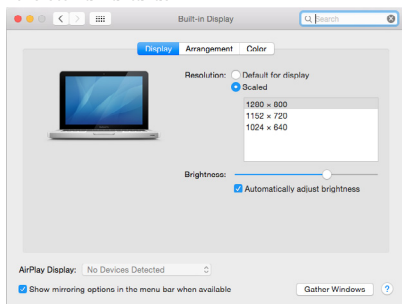 Built-in Display
Search
Display Arrangement Color
Resolution: Default for display
Scaled
1280 × 800
1152 × 720
1024 × 640
Brightness:
Automatically adjust brightness
AirPlay Display: No Devices Detected
Show mirroring options in the menu bar when available
Gather Windows ?